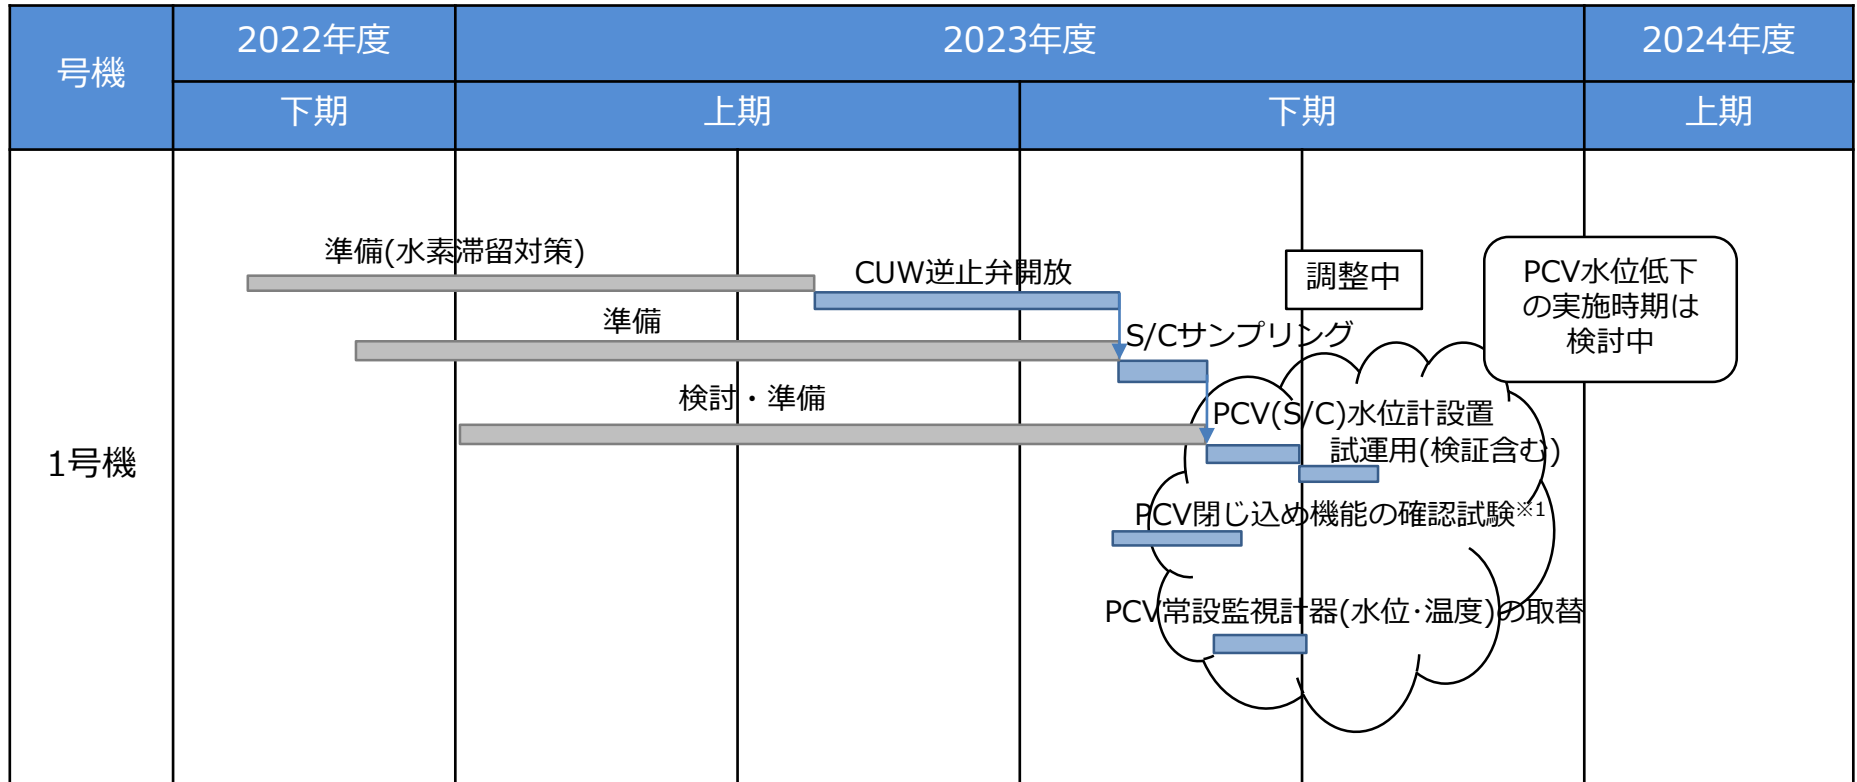 号機
2022年度
2023年度
2024年度
下期
上期
下期
上期
1号機
準備(水素滞留対策)
CUW逆止弁開放
調整中
PCV水位低下
の実施時期は
検討中
準備
S/Cサンプリング
検討・準備
PCV(S/C)水位計設置
試運用(検証含む)
PCV閉じ込め機能の確認試験※1
PCV常設監視計器(水位･温度)の取替